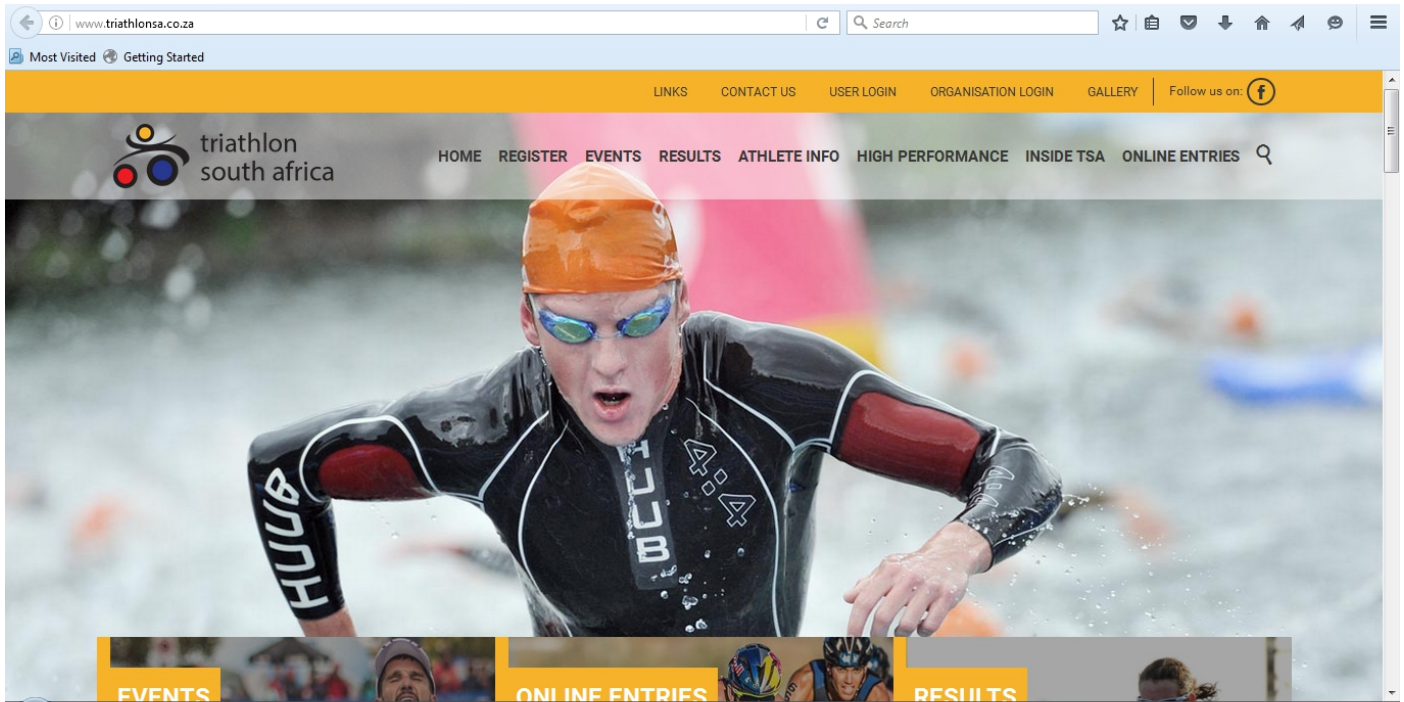 www.triathlonsa.co.za
Search
Most Visited
Getting Started
LINKS CONTACT US USER LOGIN ORGANISATION LOGIN GALLERY Follow us on:
triathlon
south africa
HOME REGISTER EVENTS RESULTS ATHLETE INFO HIGH PERFORMANCE INSIDE TSA ONLINE ENTRIES
HUUB
HUUB
4:4
4:4
EVENTS
ONLINE ENTRIES
RESULTS